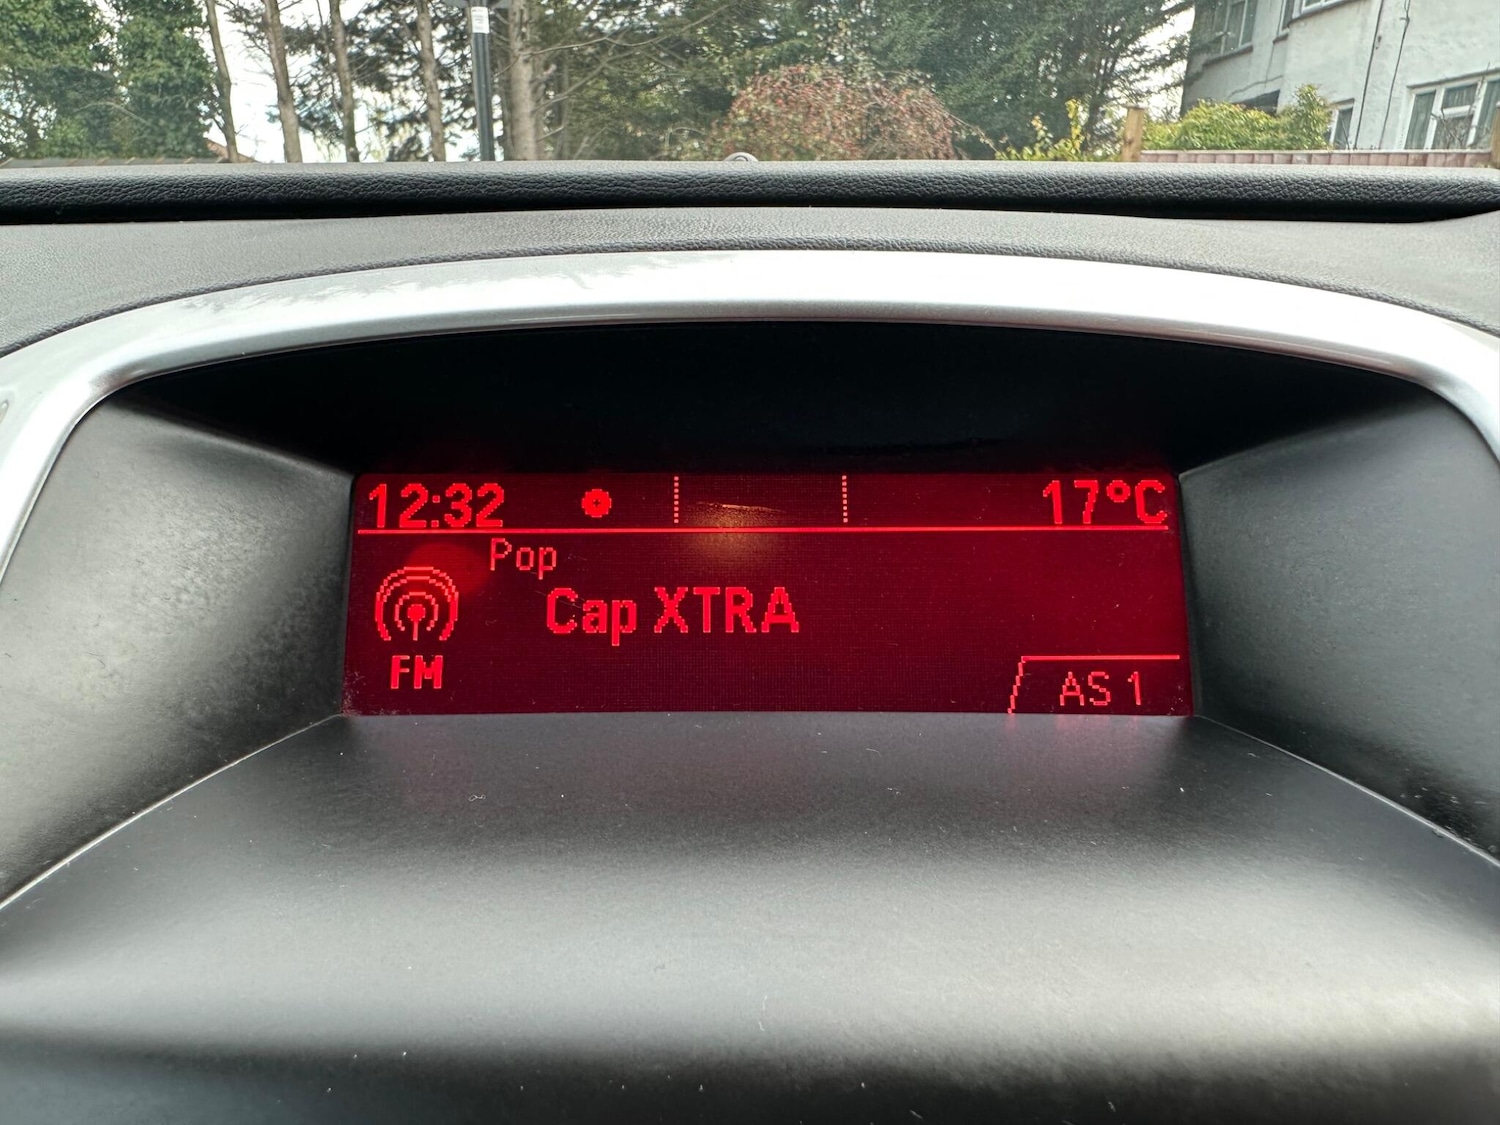 12:32 17°C
Pop
Cap XTRA
FM
AS 1